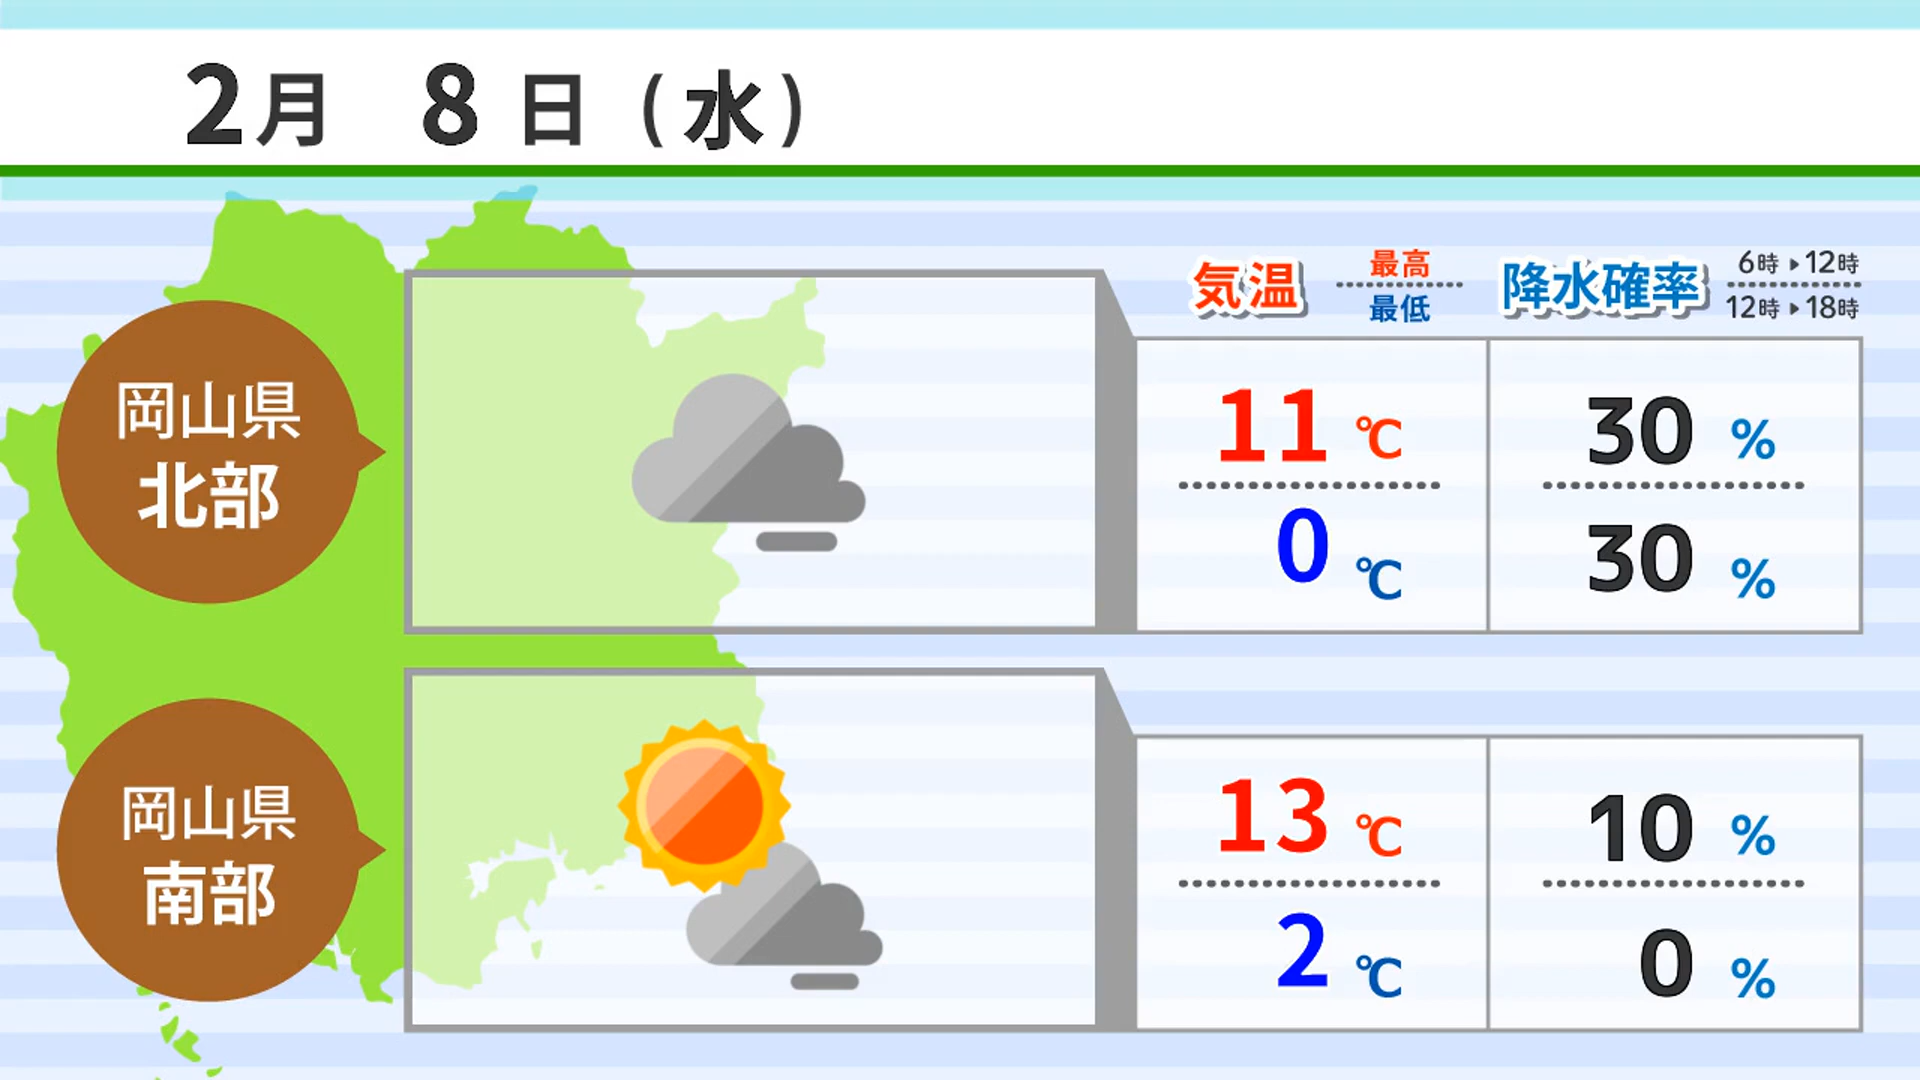 2月 8日（水）
気温 最高 最低
降水確率 6時▶12時 12時▶18時
岡山県
北部
11℃ 30%
0℃ 30%
岡山県
南部
13℃ 10%
2℃ 0%